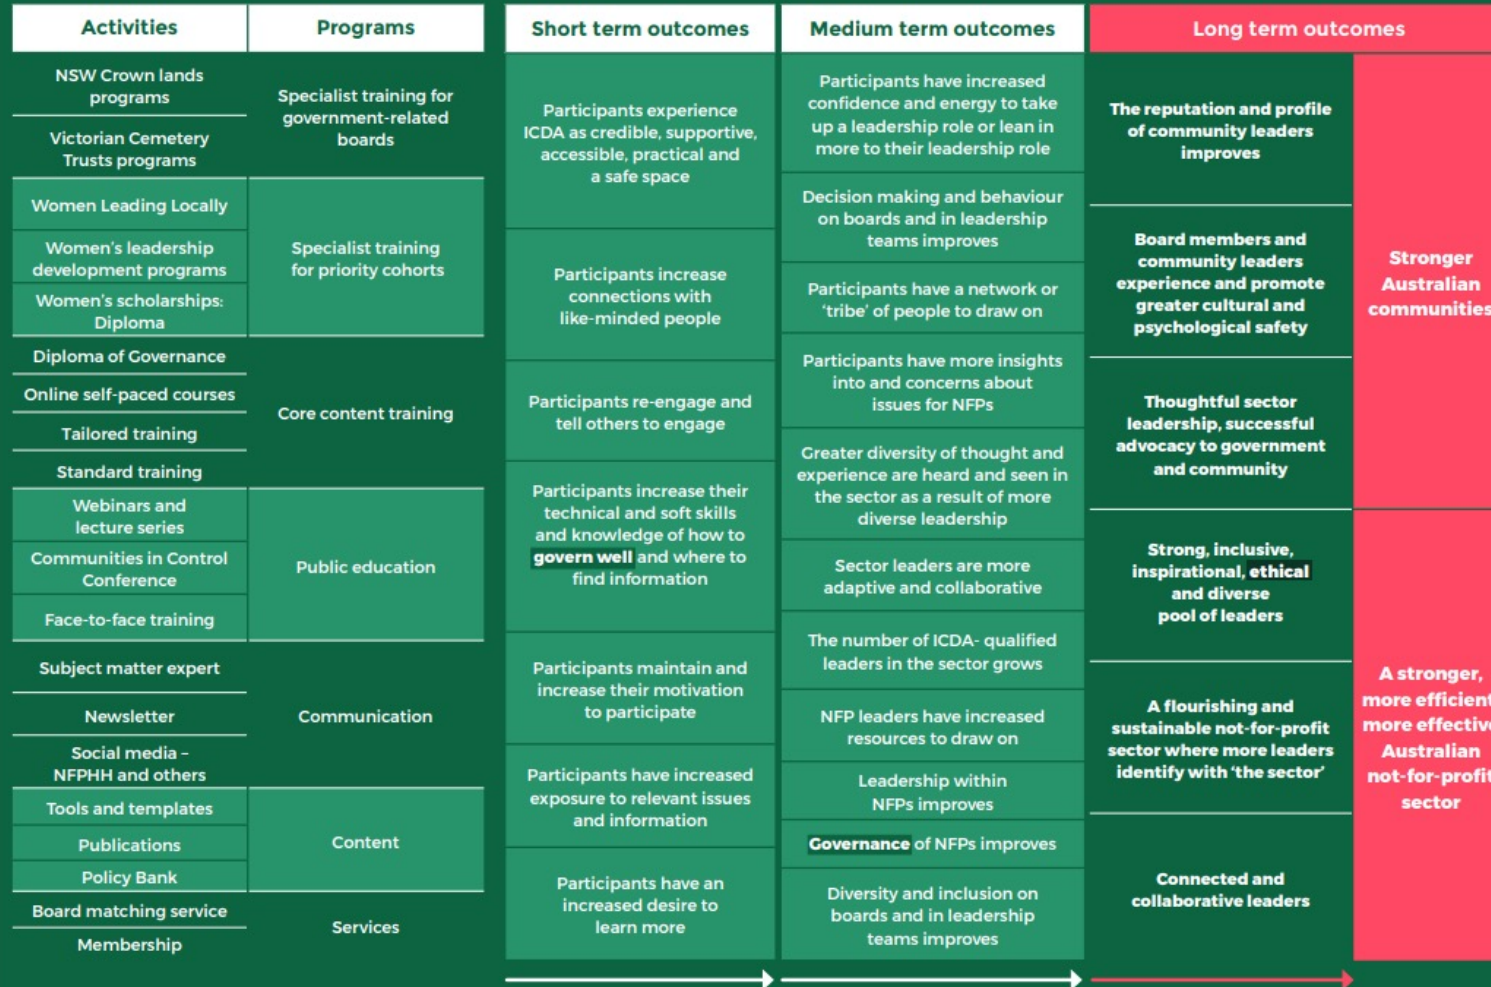 Activities
Programs
Short term outcomes
Medium term outcomes
Long term outcomes
NSW Crown lands
programs
Victorian Cemetery
Trusts programs
Specialist training for
government-related
boards
Women Leading Locally
Women's leadership
development programs
Women's scholarships:
Diploma
Specialist training
for priority cohorts
Diploma of Governance
Online self-paced courses
Tailored training
Standard training
Core content training
Webinars and
lecture series
Communities in Control
Conference
Face-to-face training
Public education
Subject matter expert
Newsletter
Social media –
NFPHH and others
Communication
Tools and templates
Publications
Policy Bank
Content
Board matching service
Membership
Services
Participants experience
ICDA as credible, supportive,
accessible, practical and
a safe space
Participants increase
connections with
like-minded people
Participants re-engage and
tell others to engage
Participants increase their
technical and soft skills
and knowledge of how to
govern well and where to
find information
Participants maintain and
increase their motivation
to participate
Participants have increased
exposure to relevant issues
and information
Participants have an
increased desire to
learn more
Participants have increased
confidence and energy to take
up a leadership role or lean in
more to their leadership role
Decision making and behaviour
on boards and in leadership
teams improves
Participants have a network or
'tribe' of people to draw on
Participants have more insights
into and concerns about
issues for NFPs
Greater diversity of thought and
experience are heard and seen in
the sector as a result of more
diverse leadership
Sector leaders are more
adaptive and collaborative
The number of ICDA- qualified
leaders in the sector grows
NFP leaders have increased
resources to draw on
Leadership within
NFPs improves
Governance of NFPs improves
Diversity and inclusion on
boards and in leadership
teams improves
The reputation and profile
of community leaders
improves
Board members and
community leaders
experience and promote
greater cultural and
psychological safety
Thoughtful sector
leadership, successful
advocacy to government
and community
Strong, inclusive,
inspirational, ethical
and diverse
pool of leaders
A flourishing and
sustainable not-for-profit
sector where more leaders
identify with 'the sector'
Connected and
collaborative leaders
Stronger
Australian
communities
A stronger,
more efficient
more effective
Australian
not-for-profit
sector